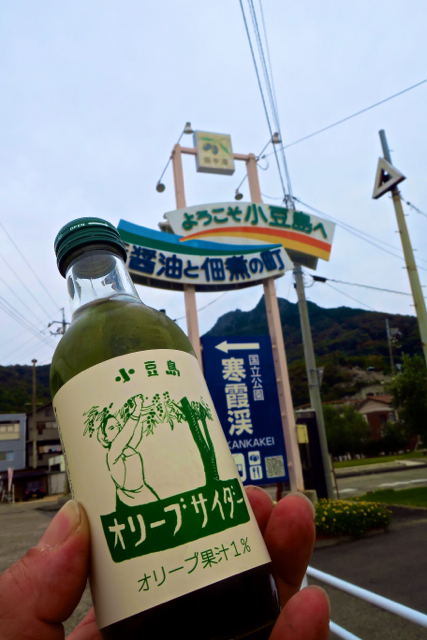 ようこそ小豆島へ
醤油と佃煮の町
国立公園
寒霞渓
KANKAKEI
OPEN
小豆島
オリーブサイダー
オリーブ果汁1%